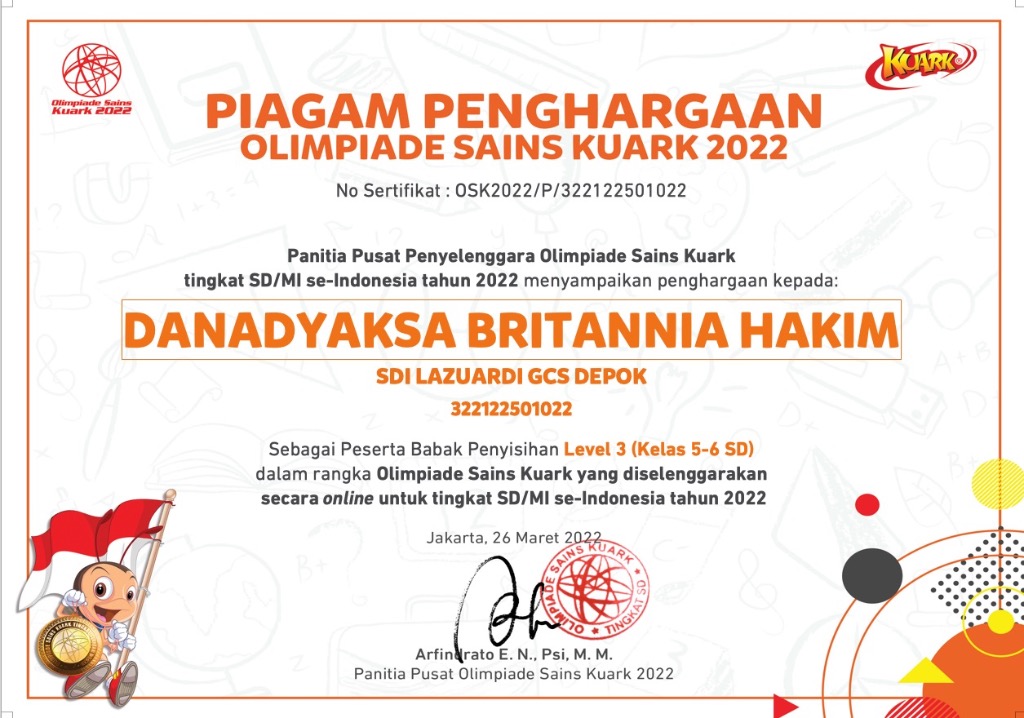 Olimpiade Sains
Kuark 2022
KUARK®
PIAGAM PENGHARGAAN
OLIMPIADE SAINS KUARK 2022
No Sertifikat : OSK2022/P/322122501022
Panitia Pusat Penyelenggara Olimpiade Sains Kuark
tingkat SD/MI se-Indonesia tahun 2022 menyampaikan penghargaan kepada:
DANADYAKSA BRITANNIA HAKIM
SDI LAZUARDI GCS DEPOK
322122501022
Sebagai Peserta Babak Penyisihan Level 3 (Kelas 5-6 SD)
dalam rangka Olimpiade Sains Kuark yang diselenggarakan
secara online untuk tingkat SD/MI se-Indonesia tahun 2022
Jakarta, 26 Maret 2022
OLIMPIADE SAINS KUARK ★ TINGKAT SD ★
Arfindrato E. N., Psi, M. M.
Panitia Pusat Olimpiade Sains Kuark 2022